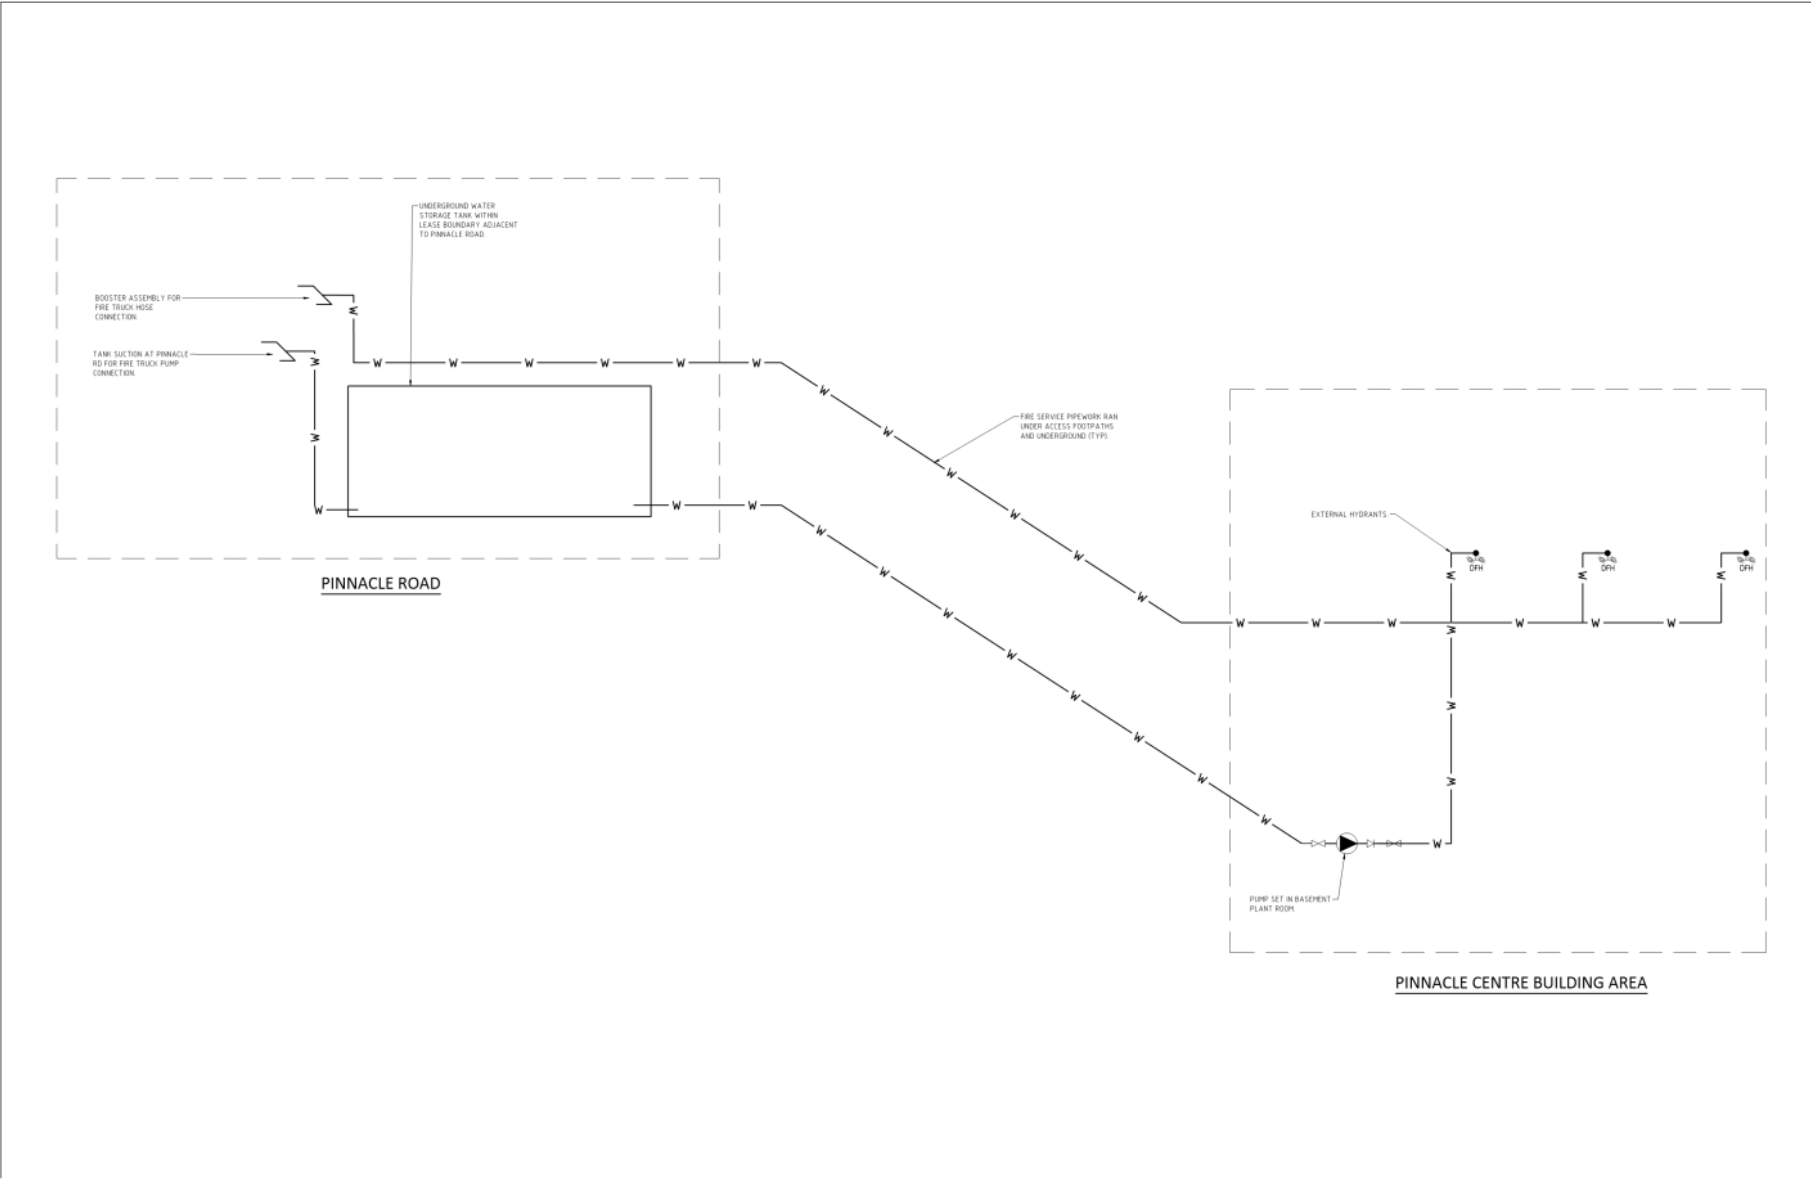 UNDERGROUND WATER
STORAGE TANK WITHIN
LEASE BOUNDARY ADJACENT
TO PINNACLE ROAD.
BOOSTER ASSEMBLY FOR
FIRE TRUCK HOSE
CONNECTION.
W
TANK SUCTION AT PINNACLE
RD FOR FIRE TRUCK PUMP
CONNECTION.
W
W W W W W W
W
W
W
W W W
PINNACLE ROAD
FIRE SERVICE PIPEWORK RAN
UNDER ACCESS FOOTPATHS
AND UNDERGROUND (TYP).
W
W
W
W
W
W
W
W
W
W
W
W
W
EXTERNAL HYDRANTS.
DFH DFH DFH
W W W
W W W W W W
W
W
W
W
PUMP SET IN BASEMENT
PLANT ROOM.
PINNACLE CENTRE BUILDING AREA